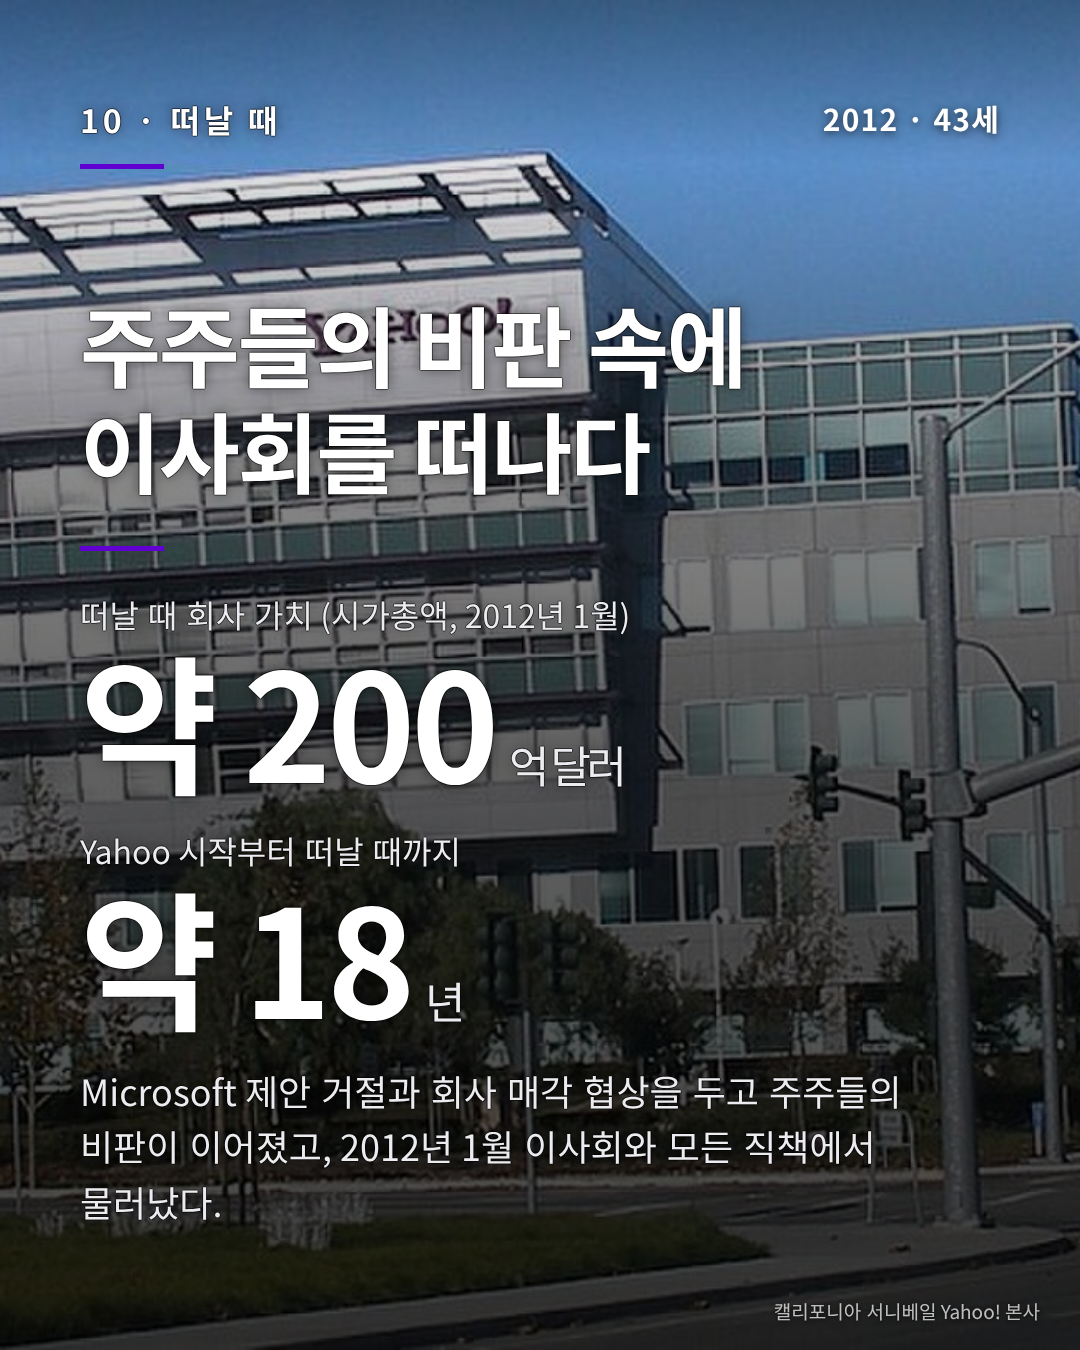 10 · 떠날 때
2012 · 43세
주주들의 비판 속에
이사회를 떠나다
떠날 때 회사 가치 (시가총액, 2012년 1월)
약 200 억달러
Yahoo 시작부터 떠날 때까지
약 18 년
Microsoft 제안 거절과 회사 매각 협상을 두고 주주들의
비판이 이어졌고, 2012년 1월 이사회와 모든 직책에서
물러났다.
캘리포니아 서니베일 Yahoo! 본사